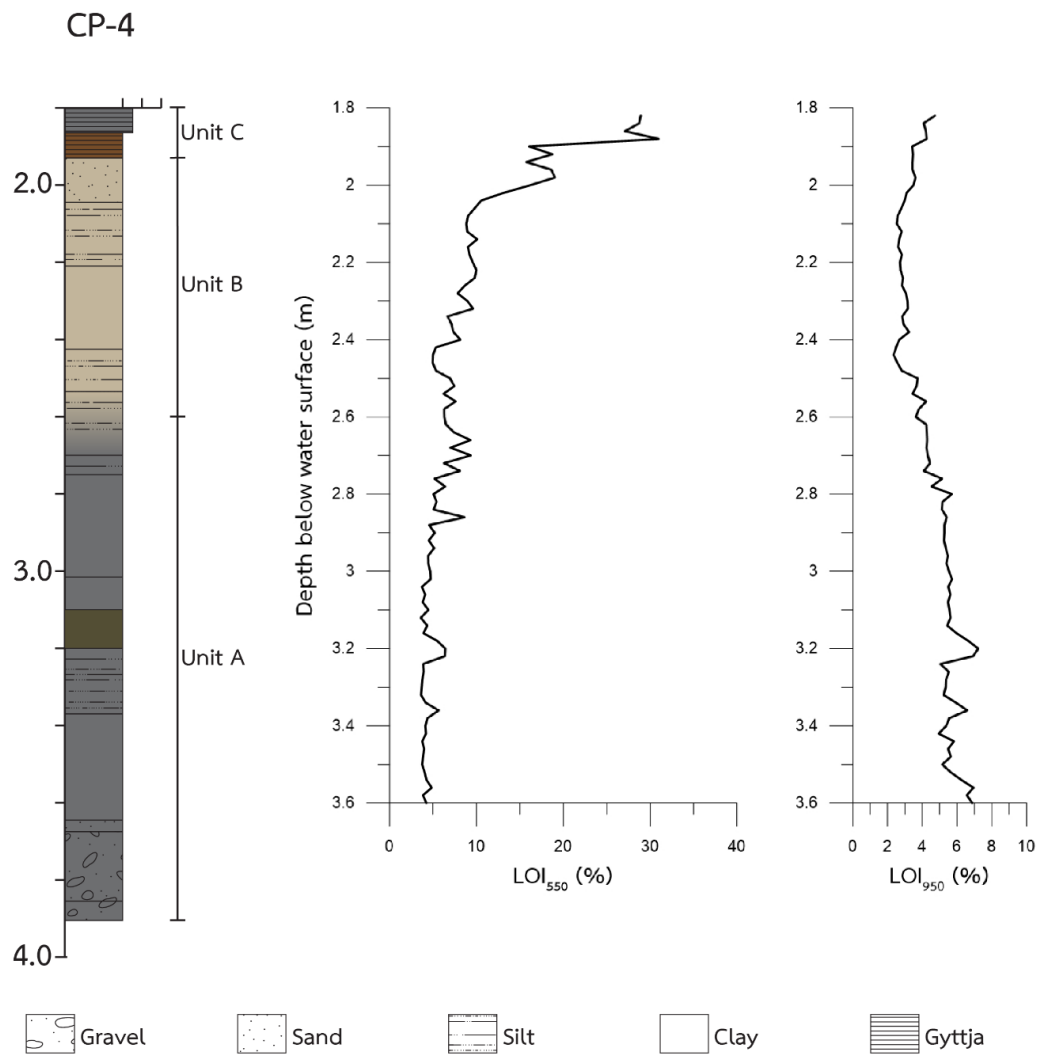 CP-4
2.0
3.0
4.0
Unit C
Unit B
Unit A
Depth below water surface (m)
1.8
2
2.2
2.4
2.6
2.8
3
3.2
3.4
3.6
0 10 20 30 40
LOI550 (%)
1.8
2
2.2
2.4
2.6
2.8
3
3.2
3.4
3.6
0 2 4 6 8 10
LOI950 (%)
Gravel Sand Silt Clay Gyttja